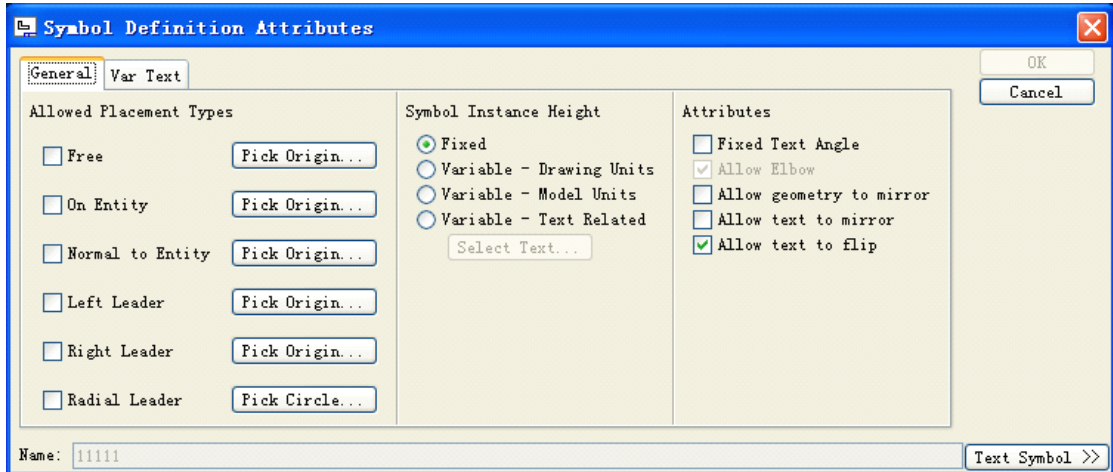 Symbol Definition Attributes
General
Var Text
OK
Cancel
Allowed Placement Types
Free
Pick Origin...
On Entity
Pick Origin...
Normal to Entity
Pick Origin...
Left Leader
Pick Origin...
Right Leader
Pick Origin...
Radial Leader
Pick Circle...
Symbol Instance Height
Fixed
Variable - Drawing Units
Variable - Model Units
Variable - Text Related
Select Text...
Attributes
Fixed Text Angle
Allow Elbow
Allow geometry to mirror
Allow text to mirror
Allow text to flip
Name: 11111
Text Symbol >>